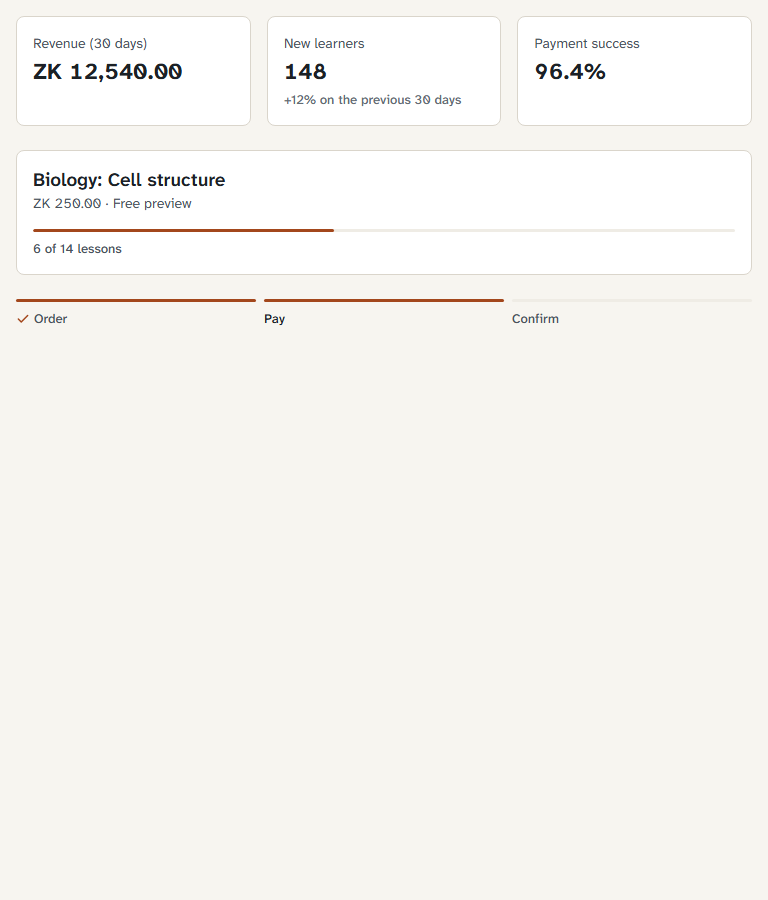 Revenue (30 days)
ZK 12,540.00
New learners
148
+12% on the previous 30 days
Payment success
96.4%
Biology: Cell structure
ZK 250.00 · Free preview
6 of 14 lessons
Order
Pay
Confirm